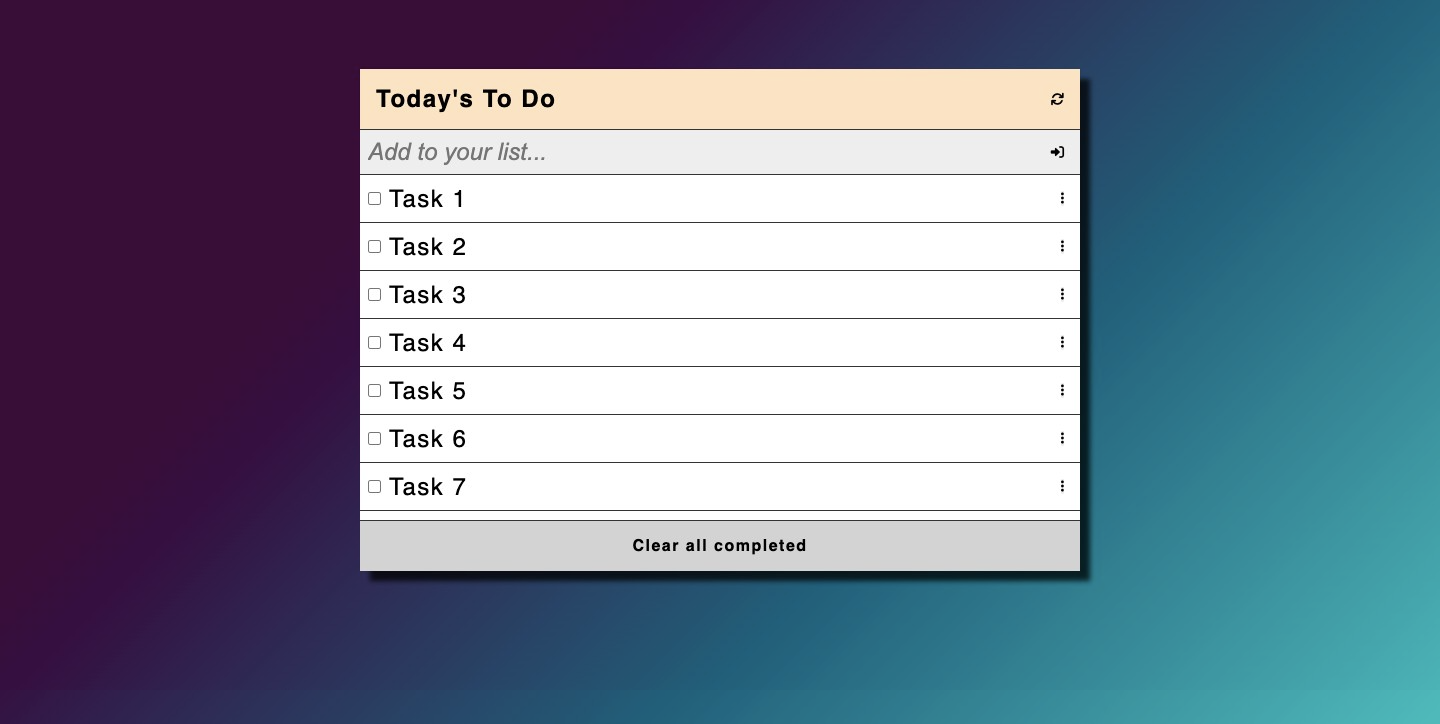 Today's To Do
Add to your list...
Task 1
Task 2
Task 3
Task 4
Task 5
Task 6
Task 7
Clear all completed